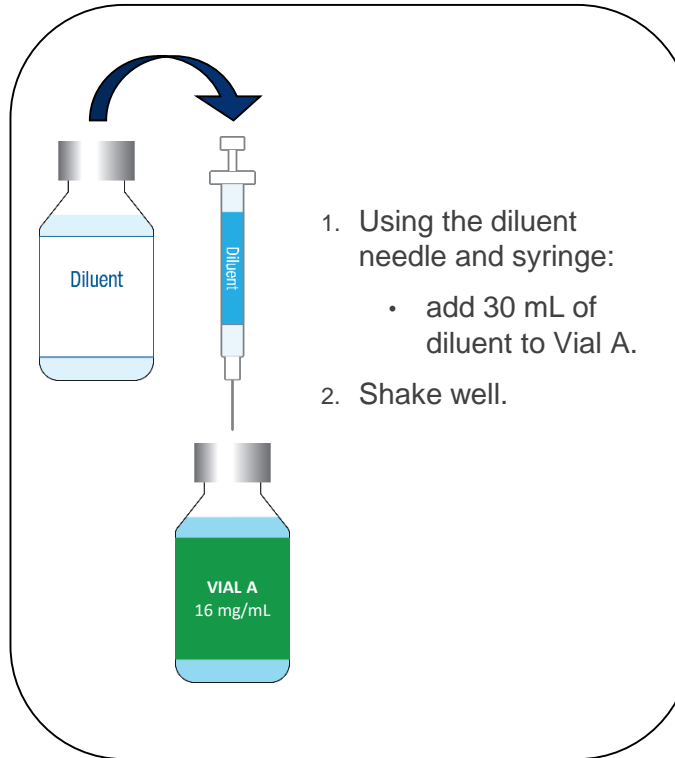 Diluent
Diluent
1. Using the diluent
needle and syringe:
• add 30 mL of
diluent to Vial A.
2. Shake well.
VIAL A
16 mg/mL